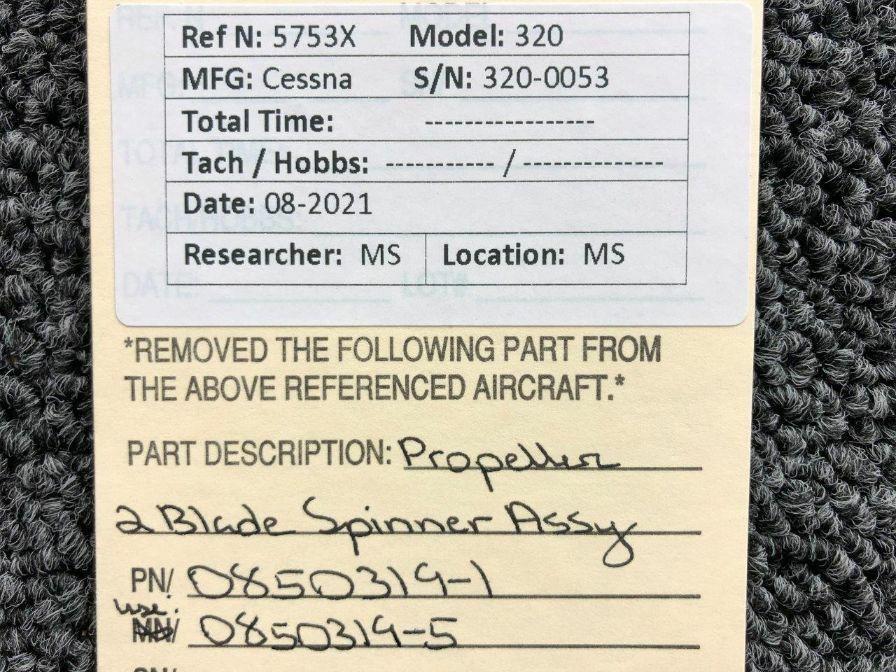 Ref N: 5753X Model: 320
MFG: Cessna S/N: 320-0053
Total Time: ----------------
Tach / Hobbs: ----------- / --------------
Date: 08-2021
Researcher: MS Location: MS
*REMOVED THE FOLLOWING PART FROM
THE ABOVE REFERENCED AIRCRAFT.*
PART DESCRIPTION: Propeller
2 Blade Spinner Assy
PN/ 0850319-1
use:
MN/ 0850319-5